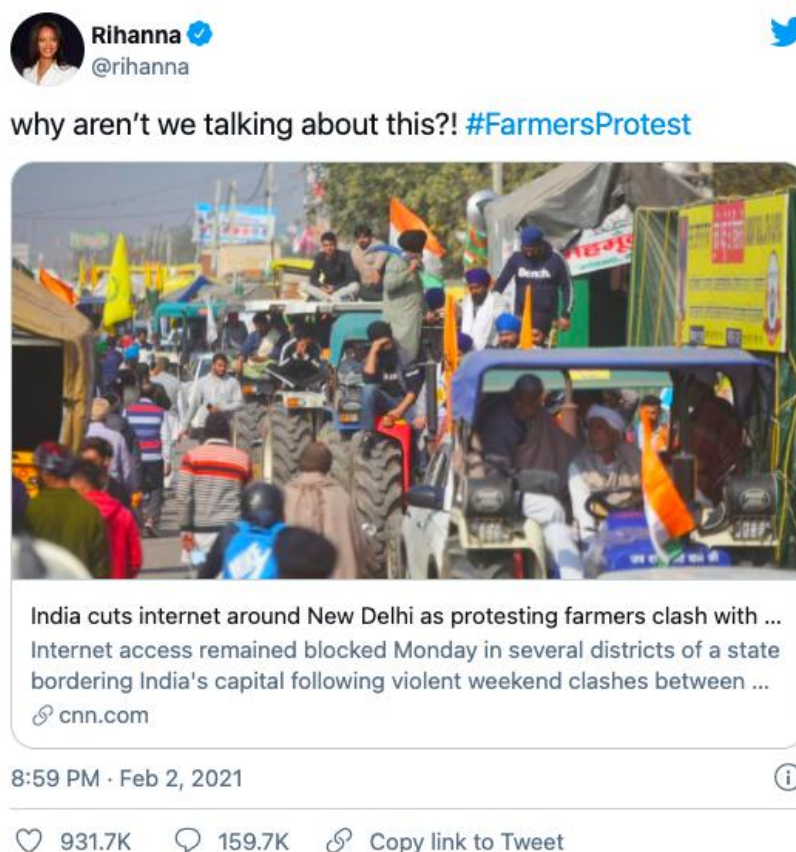 Rihanna
@rihanna
why aren't we talking about this?! #FarmersProtest
Bench
India cuts internet around New Delhi as protesting farmers clash with ...
Internet access remained blocked Monday in several districts of a state
bordering India's capital following violent weekend clashes between ...
cnn.com
8:59 PM · Feb 2, 2021
931.7K 159.7K Copy link to Tweet